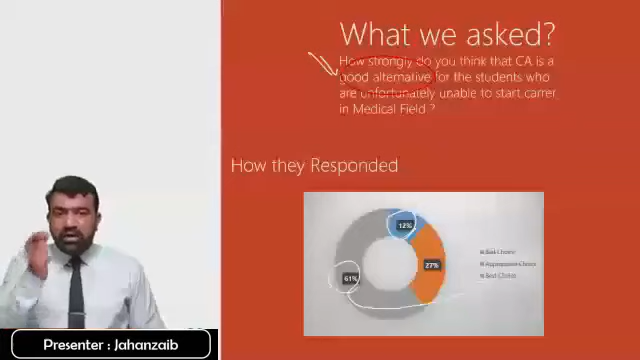 What we asked?
How strongly do you think that CA is a
good alternative for the students who
are unfortunately unable to start carrer
in Medical Field ?
How they Responded
12%
27%
61%
Appropriate Choice
Best Choice
Presenter : Jahanzaib